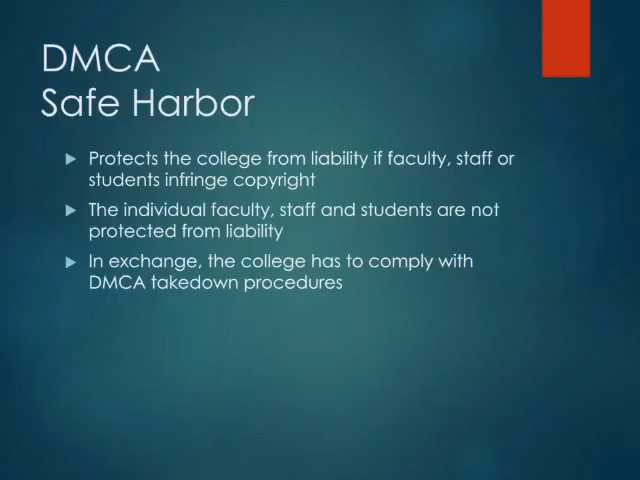 DMCA
Safe Harbor
Protects the college from liability if faculty, staff or
students infringe copyright
The individual faculty, staff and students are not
protected from liability
In exchange, the college has to comply with
DMCA takedown procedures